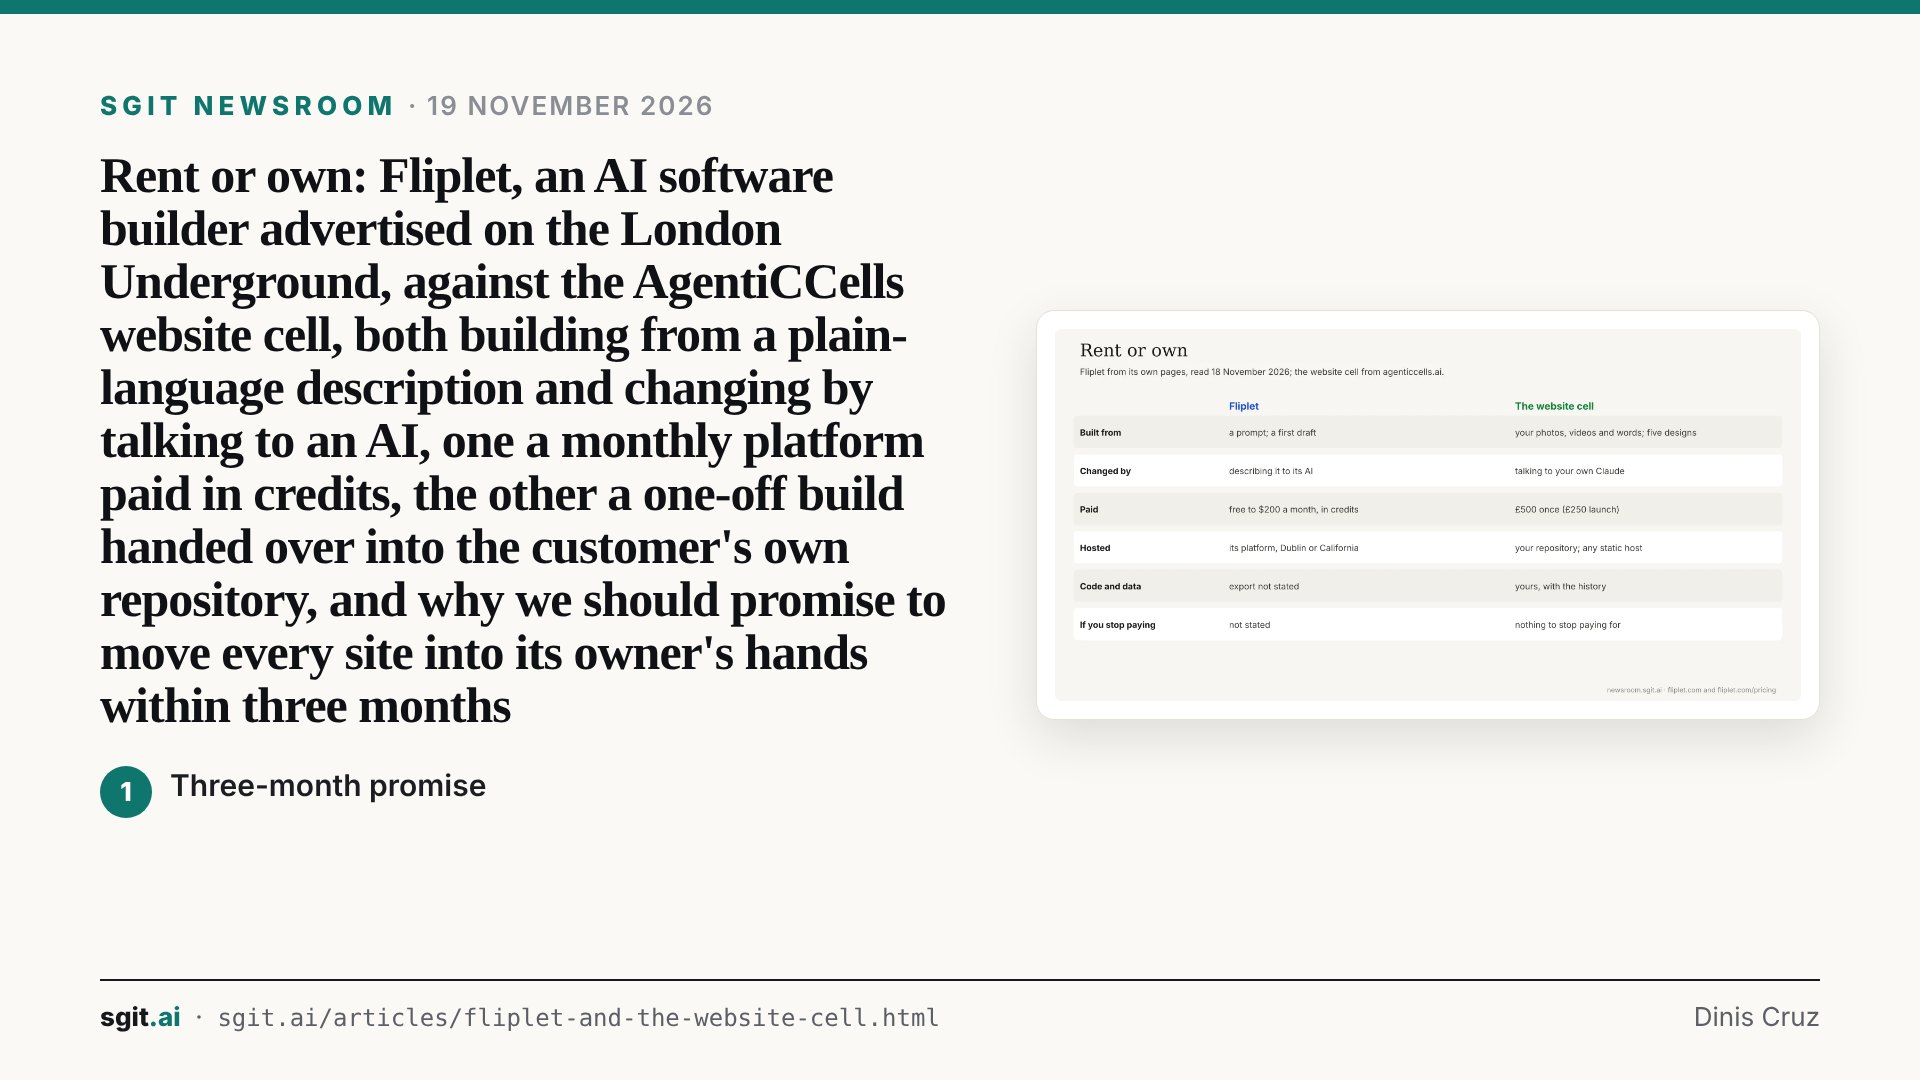 SGIT NEWSROOM · 19 NOVEMBER 2026
Rent or own: Fliplet, an AI software
builder advertised on the London
Underground, against the AgentiCCells
website cell, both building from a plain-
language description and changing by
talking to an AI, one a monthly platform
paid in credits, the other a one-off build
handed over into the customer's own
repository, and why we should promise to
move every site into its owner's hands
within three months
1 Three-month promise
Rent or own
Fliplet from its own pages, read 18 November 2026; the website cell from agenticcells.ai.
Fliplet The website cell
Built from a prompt; a first draft your photos, videos and words; five designs
Changed by describing it to its AI talking to your own Claude
Paid free to $200 a month, in credits £500 once (£250 launch)
Hosted its platform, Dublin or California your repository; any static host
Code and data export not stated yours, with the history
If you stop paying not stated nothing to stop paying for
newsroom.sgit.ai · fliplet.com and fliplet.com/pricing
sgit.ai · sgit.ai/articles/fliplet-and-the-website-cell.html
Dinis Cruz